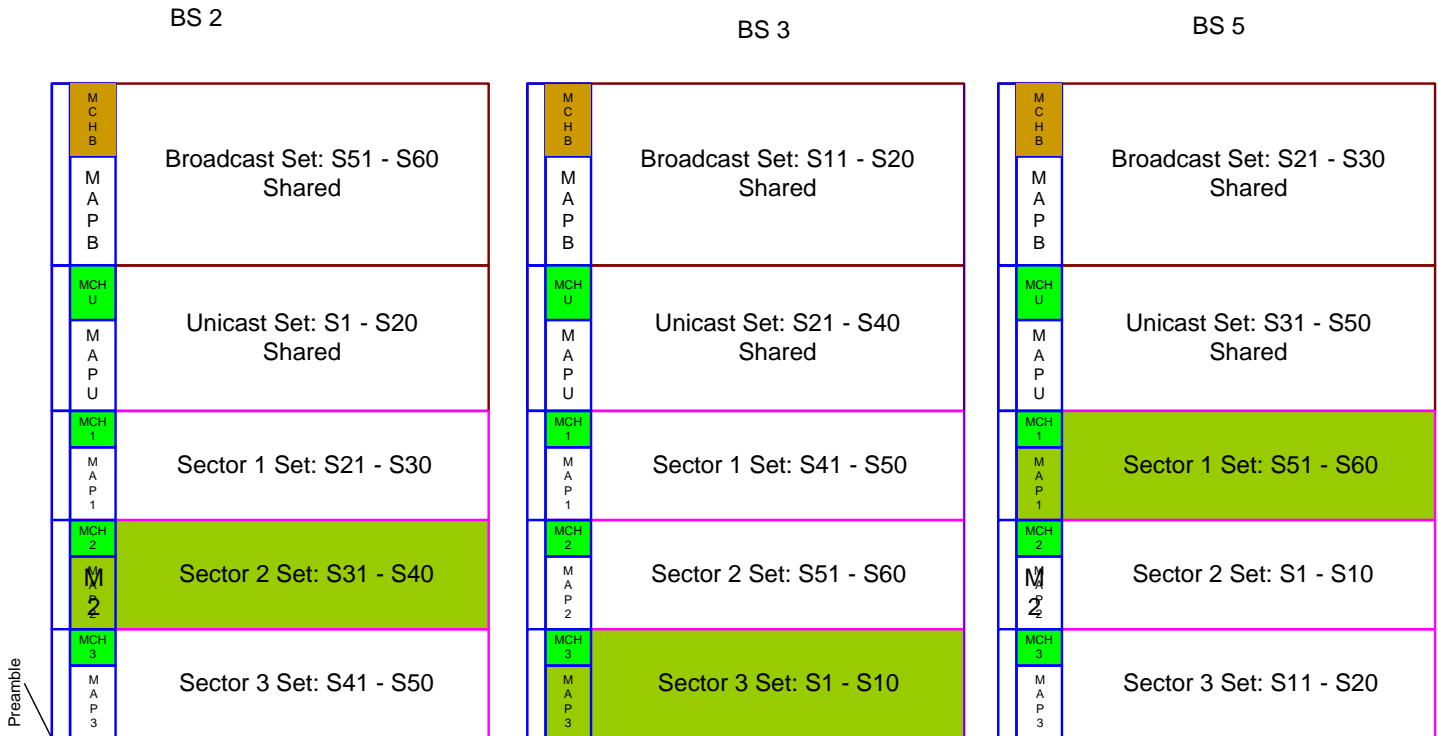 BS 2
BS 3
BS 5
M
C
H
B
M
A
P
B
Broadcast Set: S51 - S60
Shared
MCH
U
M
A
P
U
Unicast Set: S1 - S20
Shared
MCH
1
M
A
P
1
Sector 1 Set: S21 - S30
MCH
2
M
A
P
2
M
2
Sector 2 Set: S31 - S40
MCH
3
M
A
P
3
Sector 3 Set: S41 - S50
Preamble
M
C
H
B
M
A
P
B
Broadcast Set: S11 - S20
Shared
MCH
U
M
A
P
U
Unicast Set: S21 - S40
Shared
MCH
1
M
A
P
1
Sector 1 Set: S41 - S50
MCH
2
M
A
P
2
Sector 2 Set: S51 - S60
MCH
3
M
A
P
3
Sector 3 Set: S1 - S10
M
C
H
B
M
A
P
B
Broadcast Set: S21 - S30
Shared
MCH
U
M
A
P
U
Unicast Set: S31 - S50
Shared
MCH
1
M
A
P
1
Sector 1 Set: S51 - S60
MCH
2
M
A
P
2
M
2
Sector 2 Set: S1 - S10
MCH
3
M
A
P
3
Sector 3 Set: S11 - S20